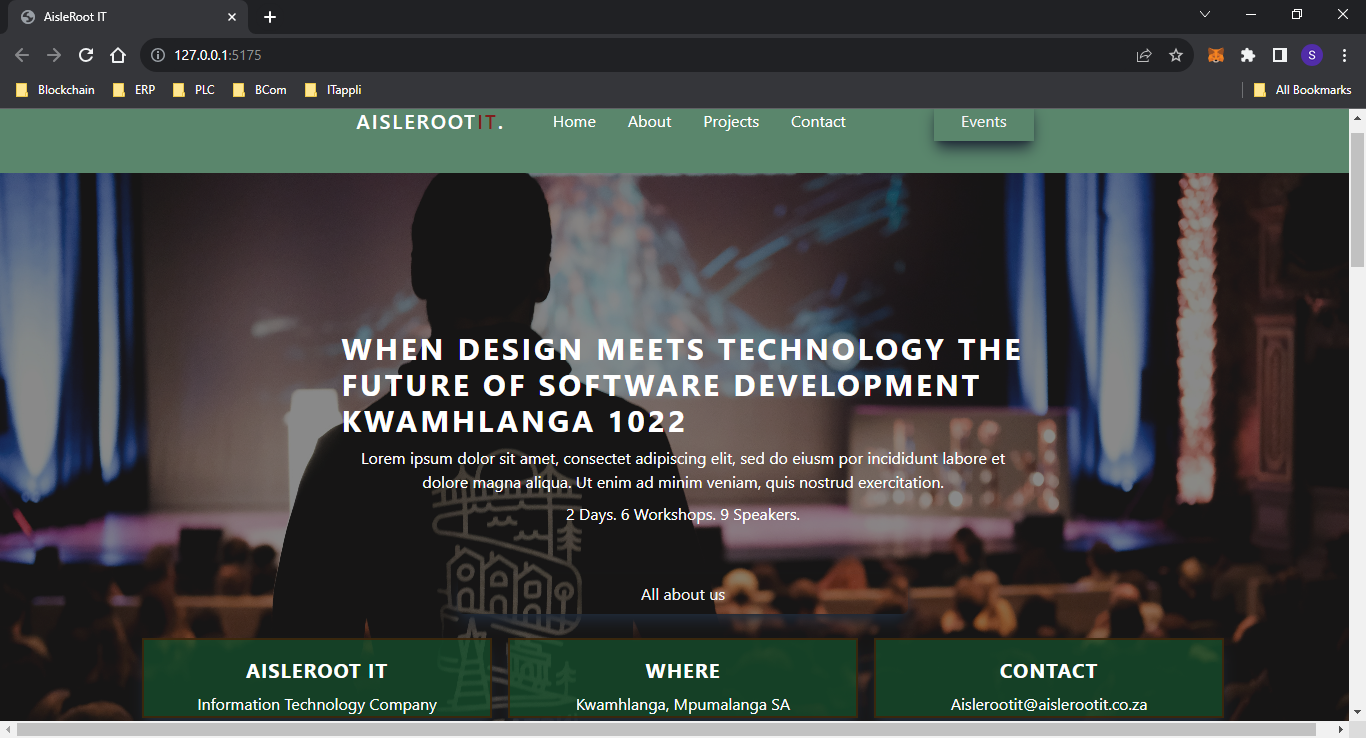 AisleRoot IT
127.0.0.1:5175
S
Blockchain ERP PLC BCom ITappli All Bookmarks
AISLEROOTIT. Home About Projects Contact Events
WHEN DESIGN MEETS TECHNOLOGY THE
FUTURE OF SOFTWARE DEVELOPMENT
KWAMHLANGA 1022
Lorem ipsum dolor sit amet, consectet adipiscing elit, sed do eiusm por incididunt labore et
dolore magna aliqua. Ut enim ad minim veniam, quis nostrud exercitation.
2 Days. 6 Workshops. 9 Speakers.
All about us
AISLEROOT IT
Information Technology Company
WHERE
Kwamhlanga, Mpumalanga SA
CONTACT
Aislerootit@aislerootit.co.za